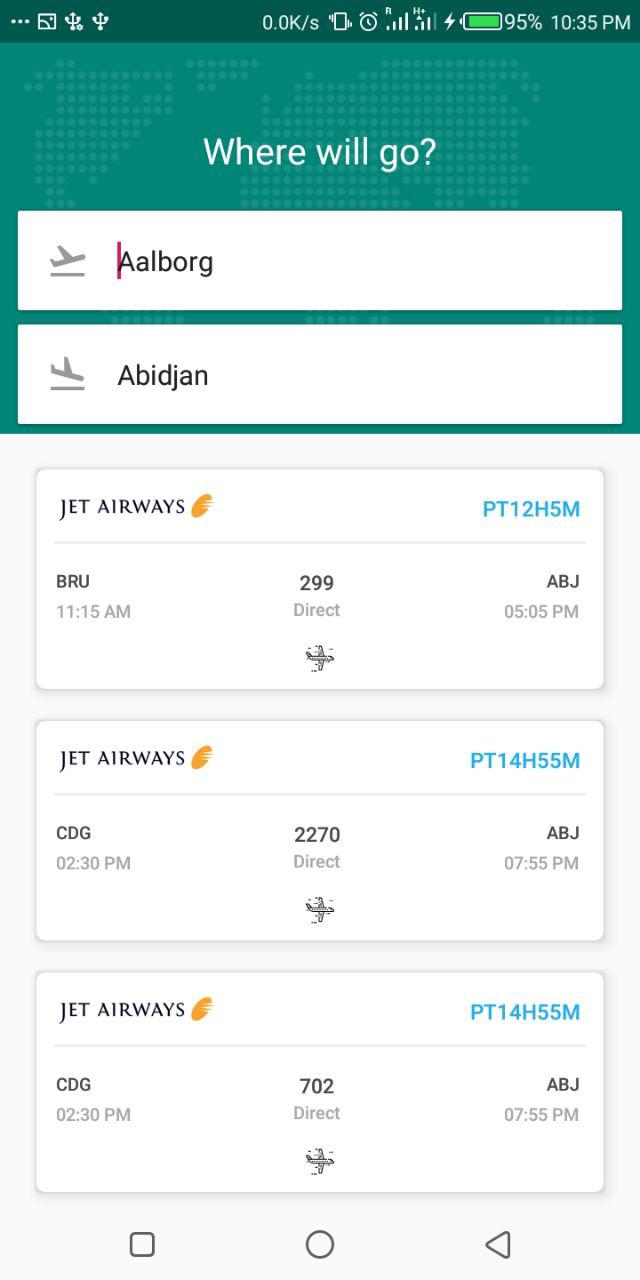 0.0K/s R H+ 95% 10:35 PM
Where will go?
Aalborg
Abidjan
JET AIRWAYS PT12H5M
BRU 299 ABJ
11:15 AM Direct 05:05 PM
JET AIRWAYS PT14H55M
CDG 2270 ABJ
02:30 PM Direct 07:55 PM
JET AIRWAYS PT14H55M
CDG 702 ABJ
02:30 PM Direct 07:55 PM